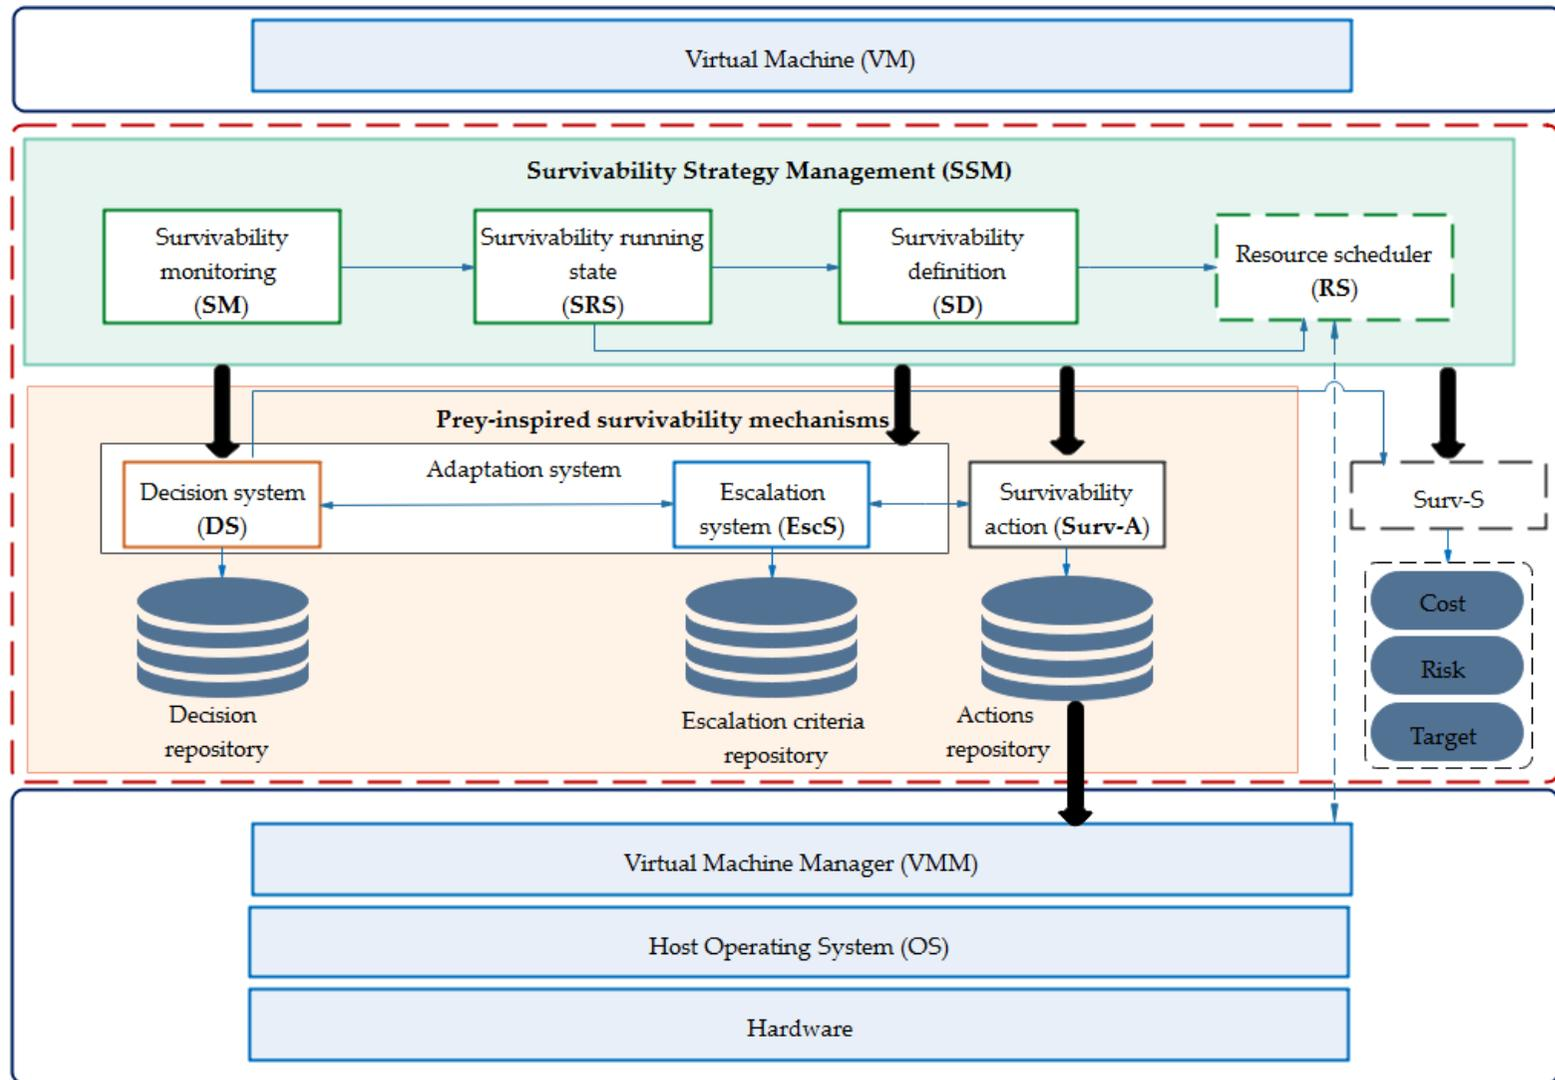 Virtual Machine (VM)
Survivability Strategy Management (SSM)
Survivability
monitoring
(SM)
Survivability running
state
(SRS)
Survivability
definition
(SD)
Resource scheduler
(RS)
Prey-inspired survivability mechanisms
Adaptation system
Decision system
(DS)
Escalation
system (EscS)
Survivability
action (Surv-A)
Surv-S
Cost
Risk
Target
Decision
repository
Escalation criteria
repository
Actions
repository
Virtual Machine Manager (VMM)
Host Operating System (OS)
Hardware